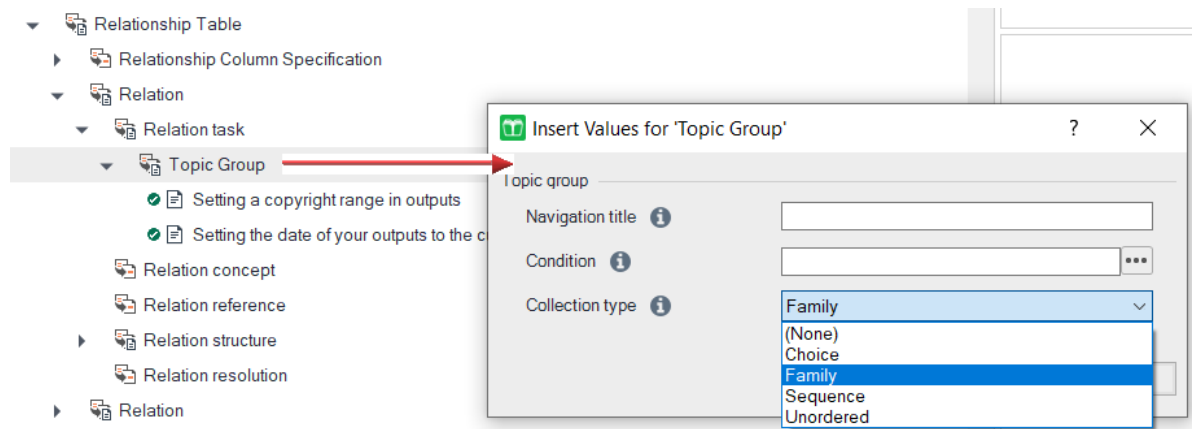 Relationship Table
Relationship Column Specification
Relation
Relation task
Topic Group
Setting a copyright range in outputs
Setting the date of your outputs to the
Relation concept
Relation reference
Relation structure
Relation resolution
Relation
Insert Values for 'Topic Group'
?
Topic group
Navigation title
Condition
...
Collection type
Family
(None)
Choice
Family
Sequence
Unordered